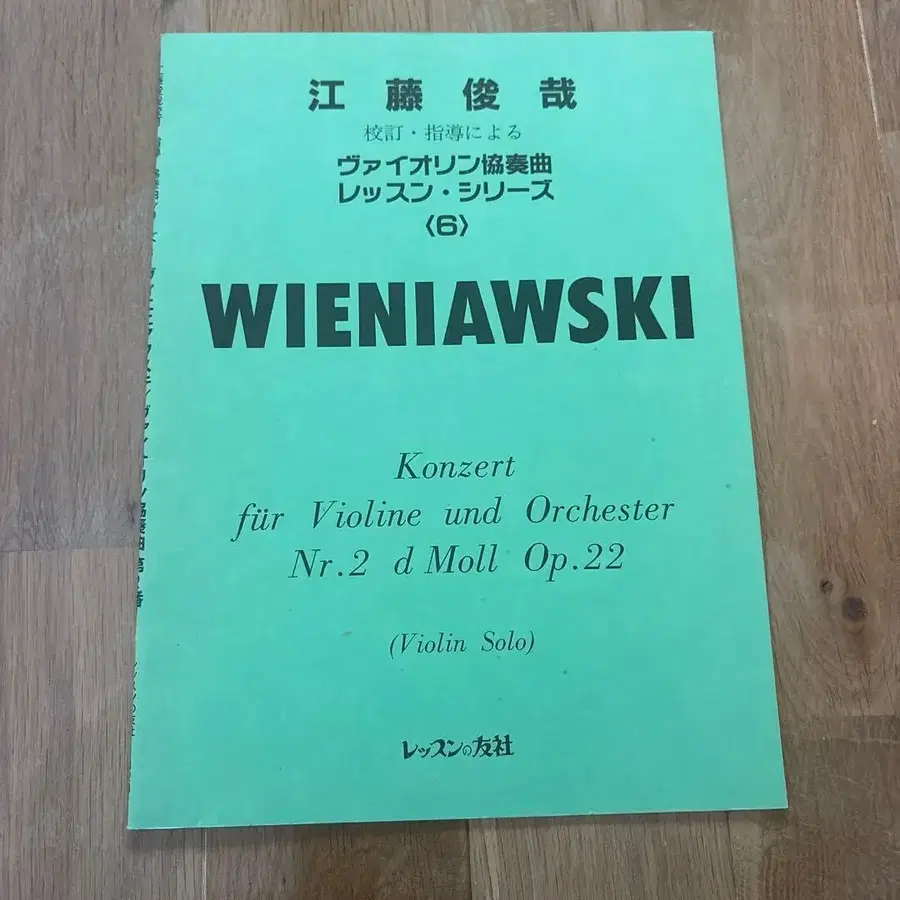 江藤俊哉
校訂・指導による
ヴァイオリン協奏曲
レッスン・シリーズ
〈6〉
WIENIAWSKI
Konzert
für Violine und Orchester
Nr.2 d Moll Op.22
(Violin Solo)
レッスンの友社